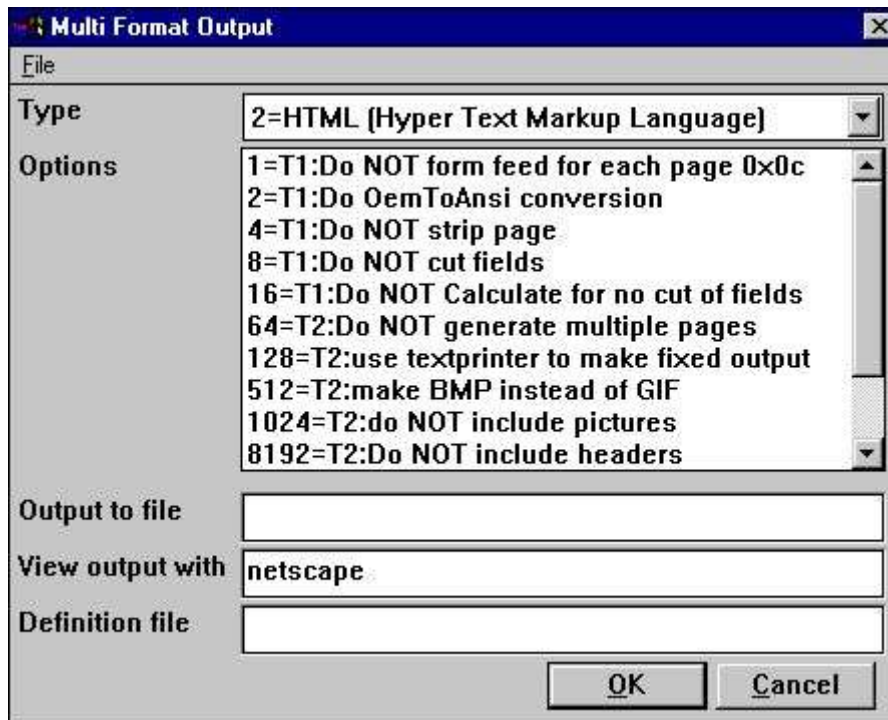 Multi Format Output
File
Type
2=HTML (Hyper Text Markup Language)
Options
1=T1:Do NOT form feed for each page 0x0c
2=T1:Do OemToAnsi conversion
4=T1:Do NOT strip page
8=T1:Do NOT cut fields
16=T1:Do NOT Calculate for no cut of fields
64=T2:Do NOT generate multiple pages
128=T2:use textprinter to make fixed output
512=T2:make BMP instead of GIF
1024=T2:do NOT include pictures
8192=T2:Do NOT include headers
Output to file
View output with
netscape
Definition file
OK
Cancel